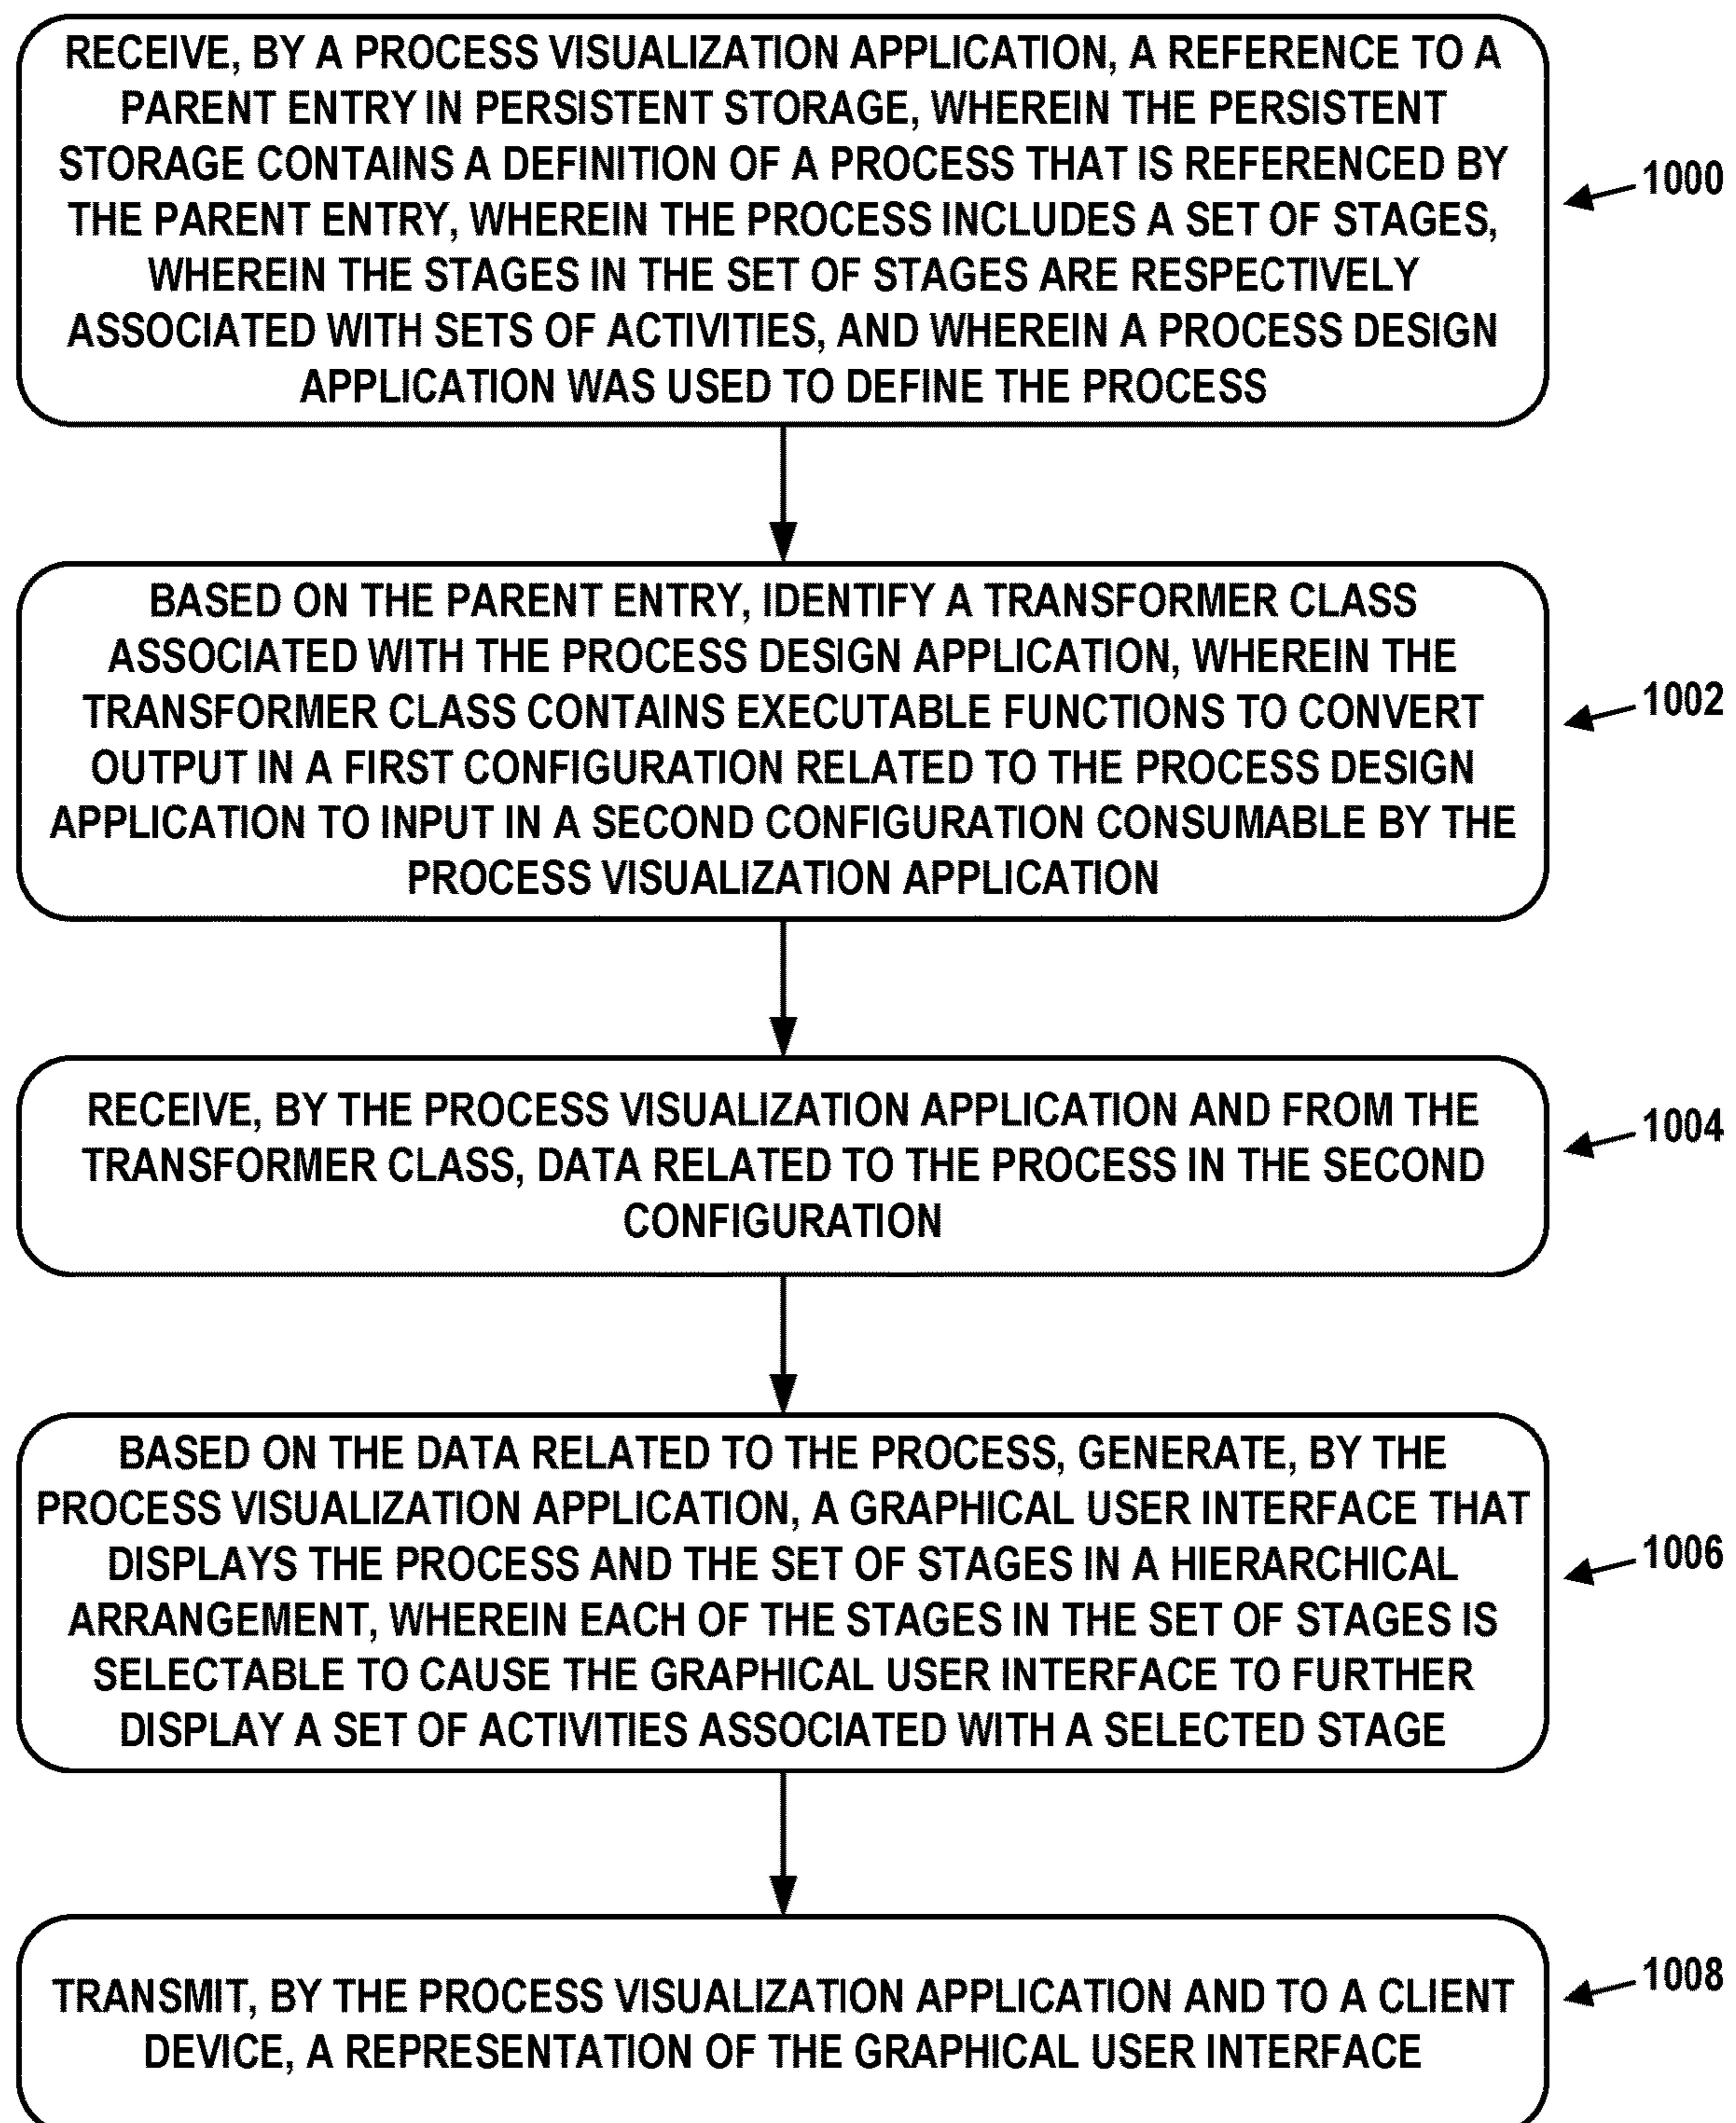 RECEIVE, BY A PROCESS VISUALIZATION APPLICATION, A REFERENCE TO A
PARENT ENTRY IN PERSISTENT STORAGE, WHEREIN THE PERSISTENT
STORAGE CONTAINS A DEFINITION OF A PROCESS THAT IS REFERENCED BY
THE PARENT ENTRY, WHEREIN THE PROCESS INCLUDES A SET OF STAGES,
WHEREIN THE STAGES IN THE SET OF STAGES ARE RESPECTIVELY
ASSOCIATED WITH SETS OF ACTIVITIES, AND WHEREIN A PROCESS DESIGN
APPLICATION WAS USED TO DEFINE THE PROCESS
1000
BASED ON THE PARENT ENTRY, IDENTIFY A TRANSFORMER CLASS
ASSOCIATED WITH THE PROCESS DESIGN APPLICATION, WHEREIN THE
TRANSFORMER CLASS CONTAINS EXECUTABLE FUNCTIONS TO CONVERT
OUTPUT IN A FIRST CONFIGURATION RELATED TO THE PROCESS DESIGN
APPLICATION TO INPUT IN A SECOND CONFIGURATION CONSUMABLE BY THE
PROCESS VISUALIZATION APPLICATION
1002
RECEIVE, BY THE PROCESS VISUALIZATION APPLICATION AND FROM THE
TRANSFORMER CLASS, DATA RELATED TO THE PROCESS IN THE SECOND
CONFIGURATION
1004
BASED ON THE DATA RELATED TO THE PROCESS, GENERATE, BY THE
PROCESS VISUALIZATION APPLICATION, A GRAPHICAL USER INTERFACE THAT
DISPLAYS THE PROCESS AND THE SET OF STAGES IN A HIERARCHICAL
ARRANGEMENT, WHEREIN EACH OF THE STAGES IN THE SET OF STAGES IS
SELECTABLE TO CAUSE THE GRAPHICAL USER INTERFACE TO FURTHER
DISPLAY A SET OF ACTIVITIES ASSOCIATED WITH A SELECTED STAGE
1006
TRANSMIT, BY THE PROCESS VISUALIZATION APPLICATION AND TO A CLIENT
DEVICE, A REPRESENTATION OF THE GRAPHICAL USER INTERFACE
1008